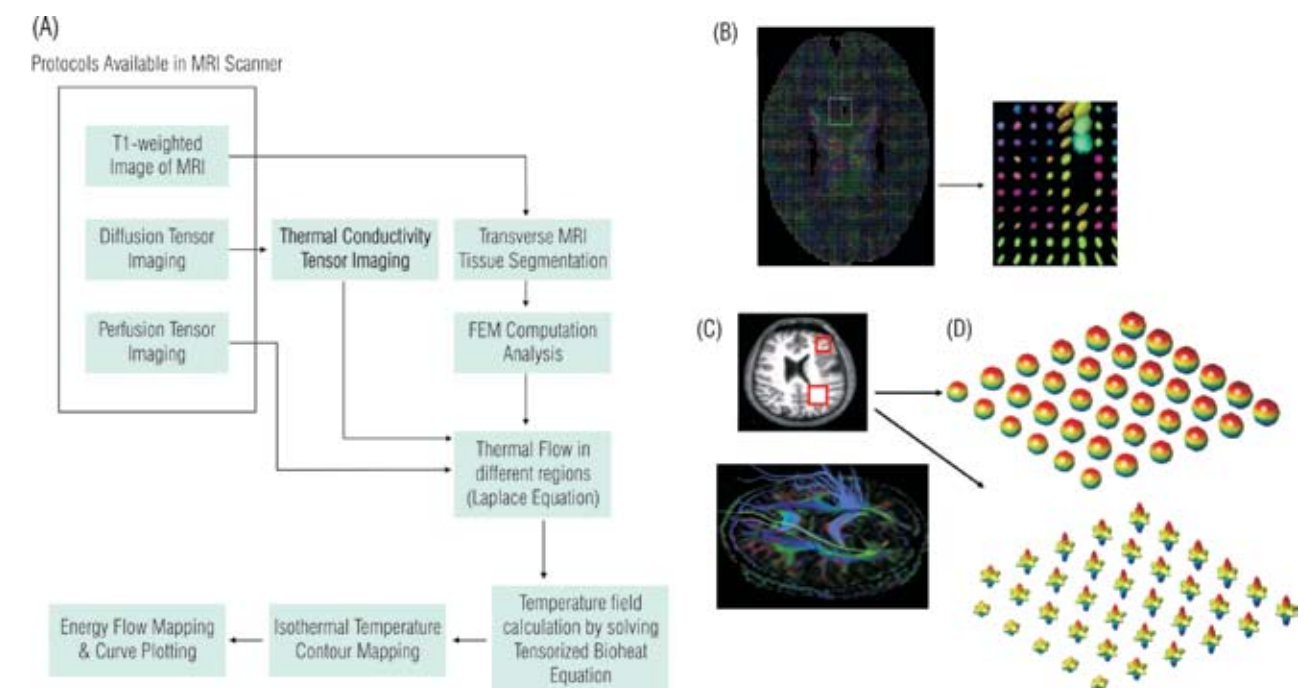 (A)
Protocols Available in MRI Scanner
T1-weighted
Image of MRI
Diffusion Tensor
Imaging
Thermal Conductivity
Tensor Imaging
Transverse MRI
Tissue Segmentation
Perfusion Tensor
Imaging
FEM Computation
Analysis
Thermal Flow in
different regions
(Laplace Equation)
Energy Flow Mapping
& Curve Plotting
Isothermal Temperature
Contour Mapping
Temperature field
calculation by solving
Tensorized Bioheat
Equation
(B)
(C)
(D)